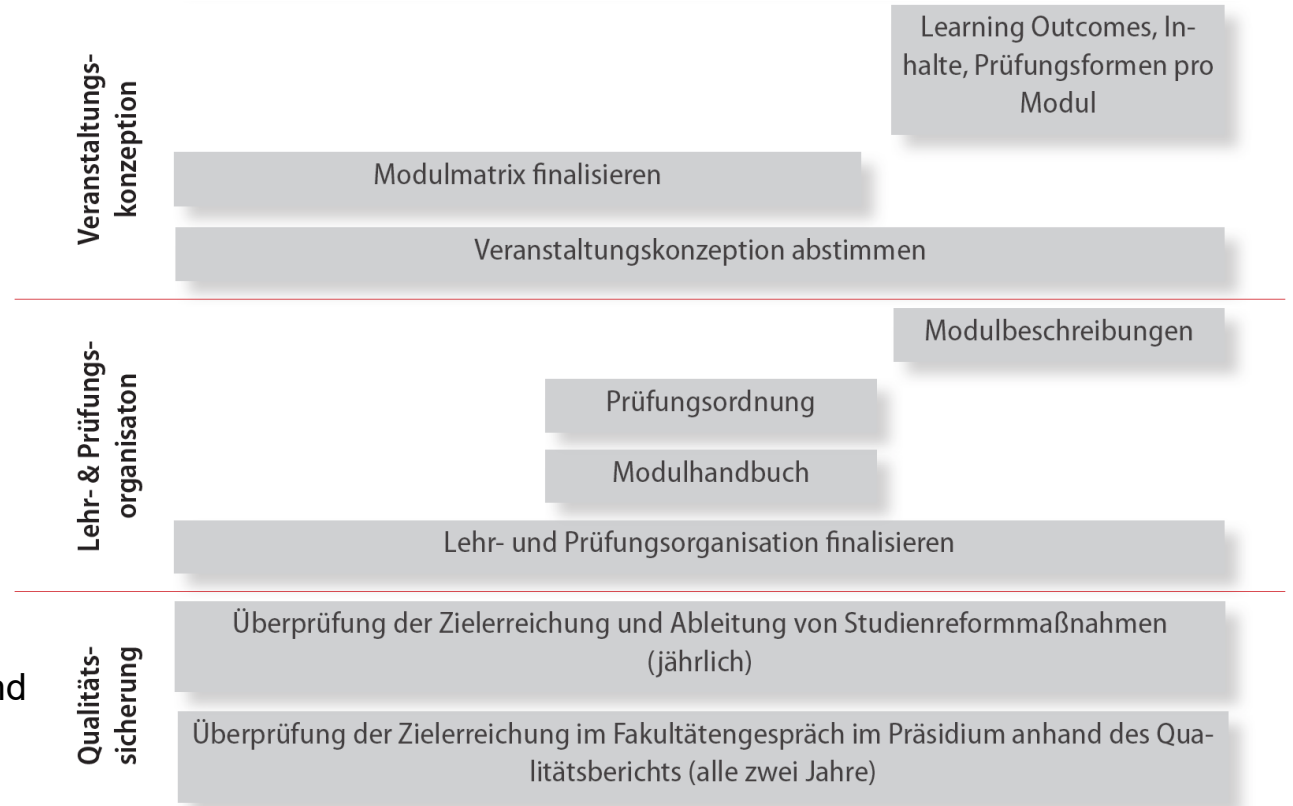 Veranstaltungs-
konzeption
Learning Outcomes, In-
halte, Prüfungsformen pro
Modul
Modulmatrix finalisieren
Veranstaltungskonzeption abstimmen
Lehr- & Prüfungs-
organisaton
Modulbeschreibungen
Prüfungsordnung
Modulhandbuch
Lehr- und Prüfungsorganisation finalisieren
nd
Qualitäts-
sicherung
Überprüfung der Zielerreichung und Ableitung von Studienreformmaßnahmen
(jährlich)
Überprüfung der Zielerreichung im Fakultätengespräch im Präsidium anhand des Qua-
litätsberichts (alle zwei Jahre)